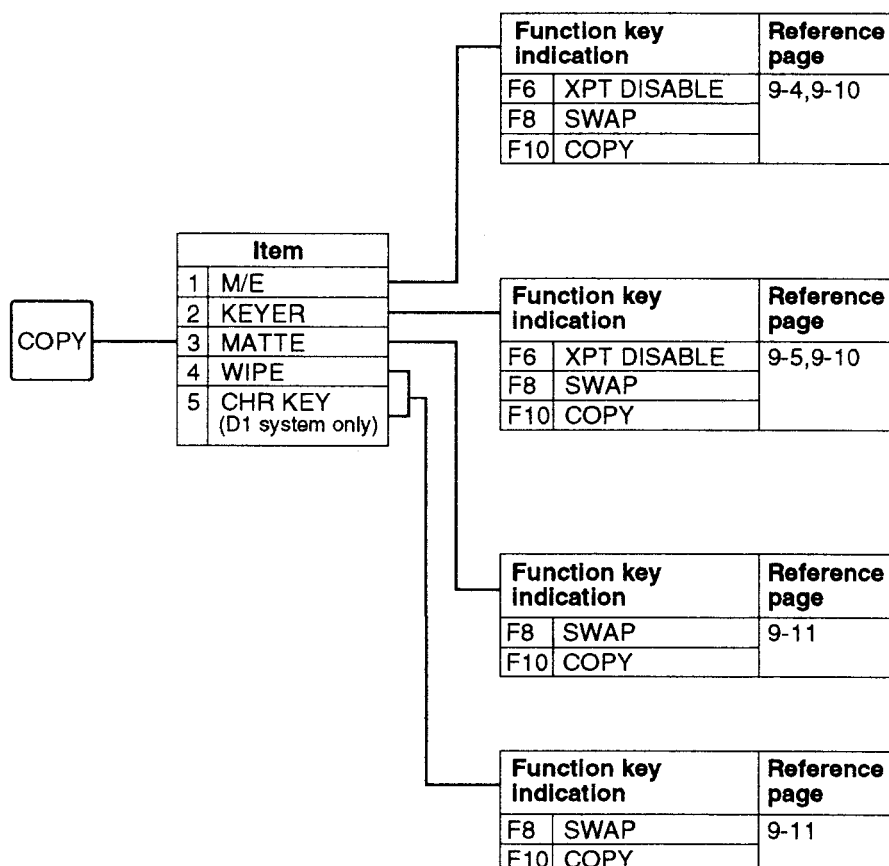 COPY
Item
1 M/E
2 KEYER
3 MATTE
4 WIPE
5 CHR KEY
(D1 system only)
Function key indication Reference page
F6 XPT DISABLE 9-4,9-10
F8 SWAP
F10 COPY
Function key indication Reference page
F6 XPT DISABLE 9-5,9-10
F8 SWAP
F10 COPY
Function key indication Reference page
F8 SWAP 9-11
F10 COPY
Function key indication Reference page
F8 SWAP 9-11
F10 COPY